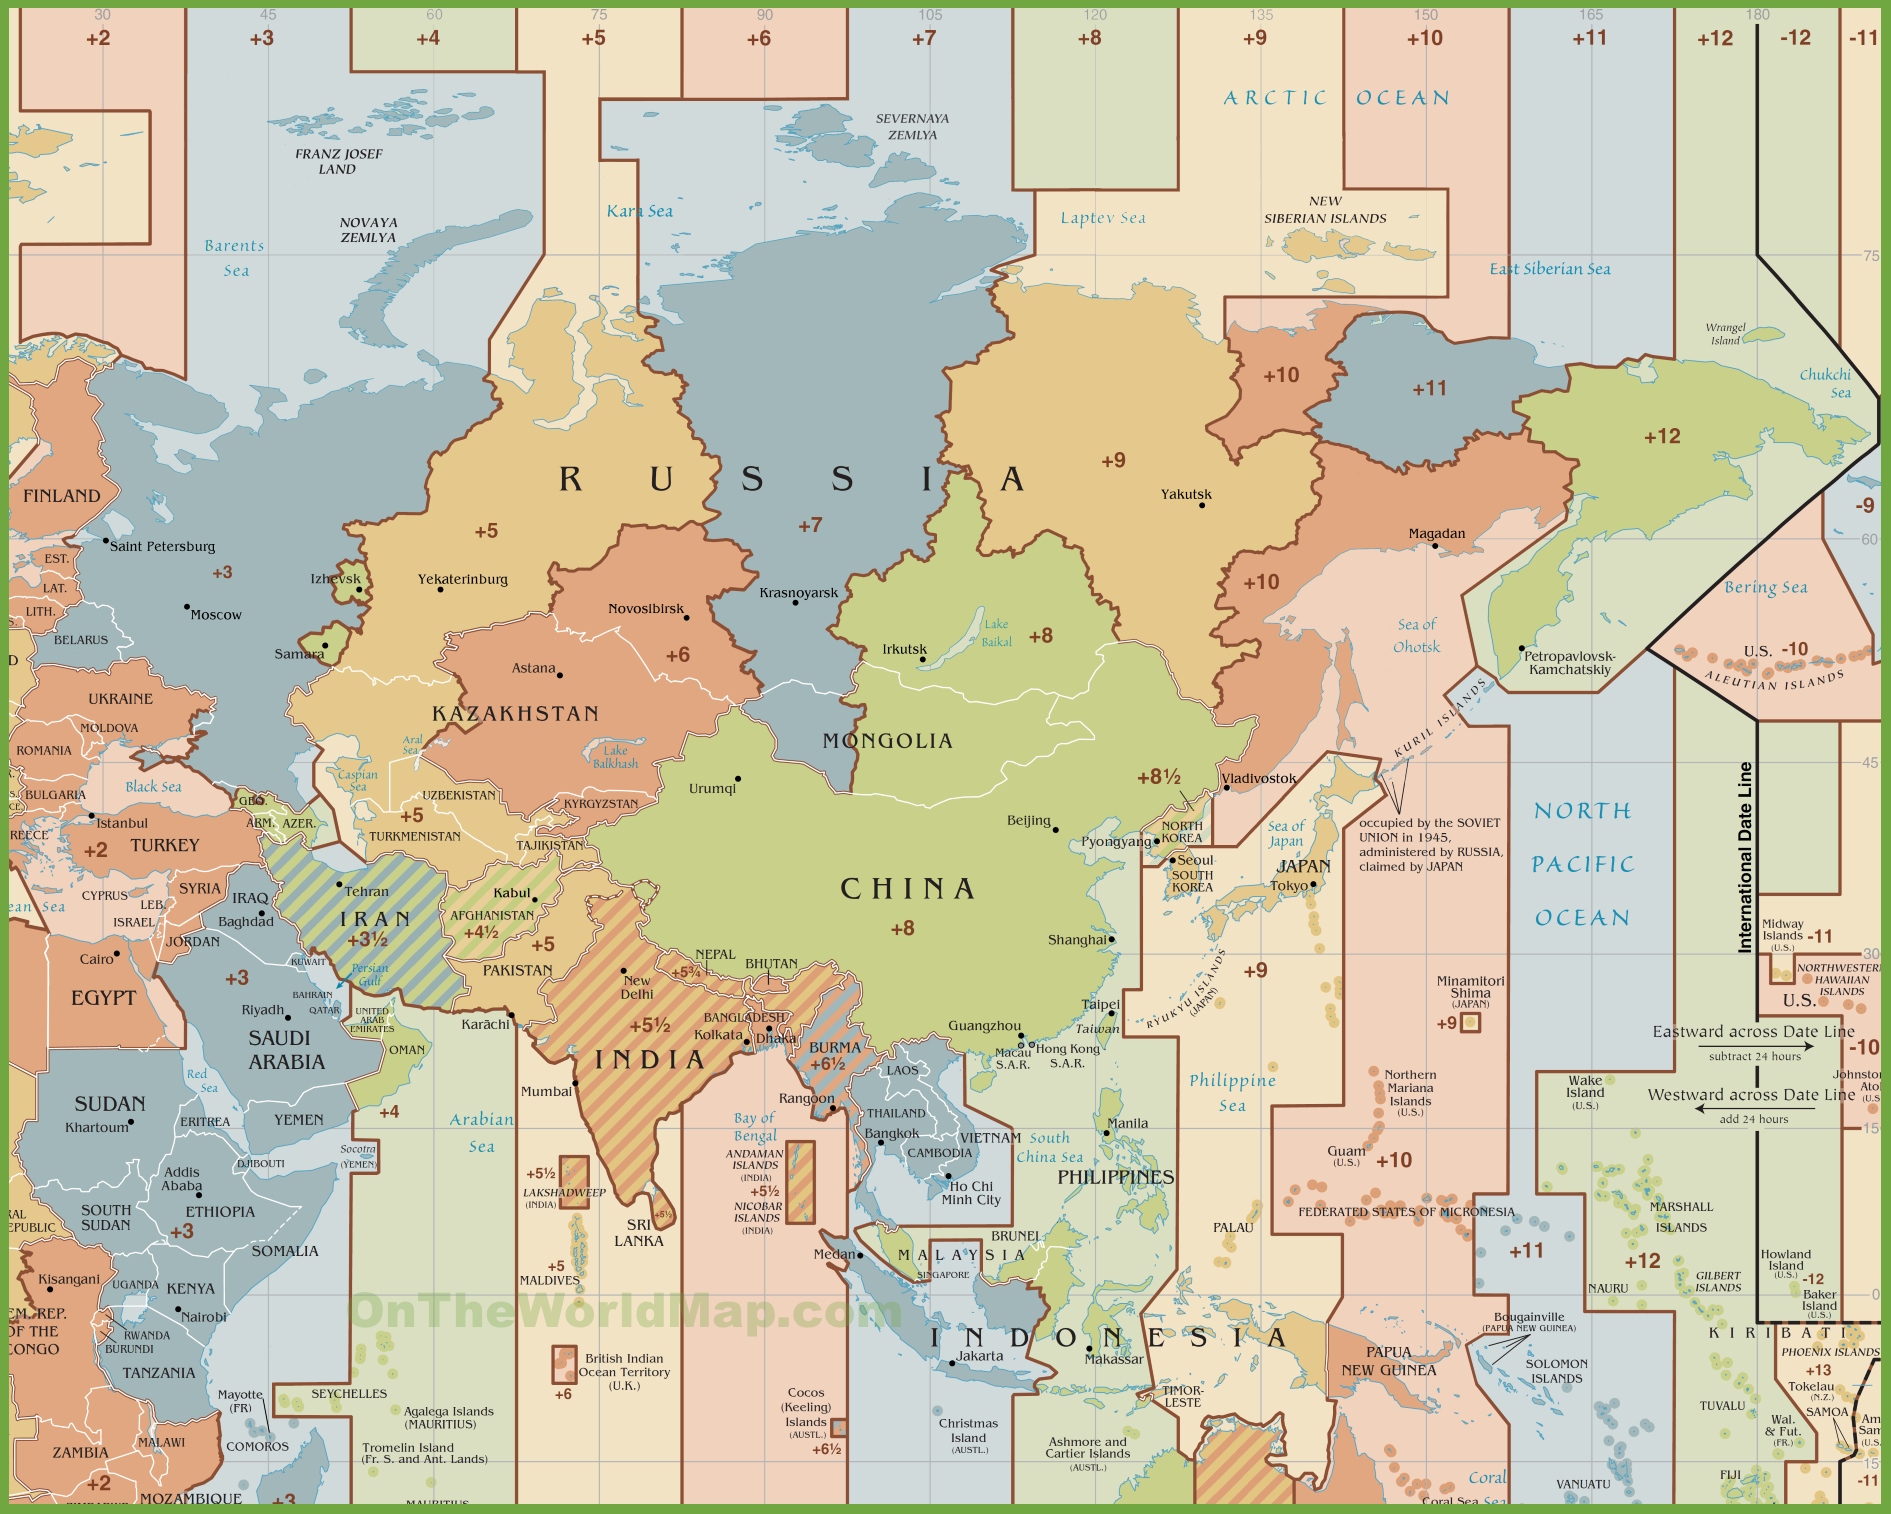 30 45 60 75 90 105 120 135 150 165 180
+2 +3 +4 +5 +6 +7 +8 +9 +10 +11 +12 -12 -11
ARCTIC OCEAN
SEVERNAYA
ZEMLYA
FRANZ JOSEF
LAND
NOVAYA
ZEMLYA
Kara Sea
Laptev Sea
NEW
SIBERIAN ISLANDS
Barents
Sea
East Siberian Sea
75
Wrangel
Island
Chukchi
Sea
+10
+11
+12
RUSSIA
+9
Yakutsk
FINLAND
+5
+7
-9
Magadan
60
Saint Petersburg
EST.
+3
LAT.
LITH.
Izhevsk
Yekaterinburg
Krasnoyarsk
+10
Bering Sea
Moscow
Novosibirsk
BELARUS
Lake
Baikal
+8
Sea of
Ohotsk
Samara
Irkutsk
+6
U.S. -10
ALEUTIAN ISLANDS
Astana
Petropavlovsk-
Kamchatskiy
UKRAINE
KAZAKHSTAN
MOLDOVA
ROMANIA
MONGOLIA
KURIL ISLANDS
Aral
Sea
Lake
Balkhash
Caspian
Sea
45
Black Sea
BULGARIA
GEO.
ARM. AZER.
UZBEKISTAN
KYRGYZSTAN
Urumqi
+8½
Vladivostok
Istanbul
+5
TURKMENISTAN
TAJIKISTAN
Beijing
Pyongyang
NORTH
KOREA
Sea of
Japan
occupied by the SOVIET
UNION in 1945,
administered by RUSSIA,
claimed by JAPAN
NORTH
PACIFIC
OCEAN
International Date Line
+2
TURKEY
Seoul
SOUTH
KOREA
JAPAN
Tokyo
CYPRUS
SYRIA
LEB.
ISRAEL
IRAQ
Baghdad
Tehran
IRAN
+3½
Kabul
AFGHANISTAN
+4½
CHINA
+8
Shanghai
JORDAN
Cairo
+5
PAKISTAN
NEPAL
+5¾
BHUTAN
+9
RYUKYU ISLANDS
(JAPAN)
Midway
Islands -11
(U.S.)
30
KUWAIT
Persian
Gulf
+3
EGYPT
BAHRAIN
QATAR
UNITED
ARAB
EMIRATES
New
Delhi
NORTHWESTERN
HAWAIIAN
ISLANDS
U.S.
Minamitori
Shima
(JAPAN)
+9
Riyadh
SAUDI
ARABIA
OMAN
Karāchi
+5½
INDIA
BANGLADESH
Kolkata
Dhaka
BURMA
+6½
Guangzhou
Macau
S.A.R.
Hong Kong
S.A.R.
Taipei
Taiwan
Eastward across Date Line
subtract 24 hours
-10
Red
Sea
LAOS
Westward across Date Line
add 24 hours
SUDAN
Khartoum
ERITREA
YEMEN
+4
Arabian
Sea
Mumbai
Rangoon
Bay of
Bengal
THAILAND
Bangkok
VIETNAM
CAMBODIA
South
China Sea
Manila
Philippine
Sea
Northern
Mariana
Islands
(U.S.)
Wake
Island
(U.S.)
15
DJIBOUTI
Socotra
(YEMEN)
Addis
Ababa
ETHIOPIA
+3
SOUTH
SUDAN
SOMALIA
+5½
LAKSHADWEEP
(INDIA)
ANDAMAN
ISLANDS
(INDIA)
+5½
NICOBAR
ISLANDS
(INDIA)
SRI
LANKA
+5½
Ho Chi
Minh City
PHILIPPINES
Guam
(U.S.)
+10
PALAU
FEDERATED STATES OF MICRONESIA
MARSHALL
ISLANDS
+11
+12
Kisangani
UGANDA
KENYA
Nairobi
+5
MALDIVES
Medan
MALAYSIA
SINGAPORE
BRUNEI
NAURU
GILBERT
ISLANDS
Howland
Island
(U.S.)
-12
Baker
Island
(U.S.)
0
OnTheWorldMap.com
RWANDA
BURUNDI
TANZANIA
INDONESIA
Jakarta
Makassar
PAPUA
NEW GUINEA
Bougainville
(PAPUA NEW GUINEA)
SOLOMON
ISLANDS
KIRIBATI
PHOENIX ISLANDS
+13
Tokelau
(N.Z.)
SAMOA
British Indian
Ocean Territory
(U.K.)
+6
SEYCHELLES
Mayotte
(FR)
COMOROS
Agalega Islands
(MAURITIUS)
Tromelin Island
(Fr. S. and Ant. Lands)
Cocos
(Keeling)
Islands
(AUSTL.)
+6½
Christmas
Island
(AUSTL.)
TIMOR-
LESTE
Ashmore and
Cartier Islands
(AUSTL.)
TUVALU
Wal.
& Fut.
(FR.)
ZAMBIA
MALAWI
+2
MOZAMBIQUE
+3
Coral
Sea
VANUATU
FIJI
-11
15